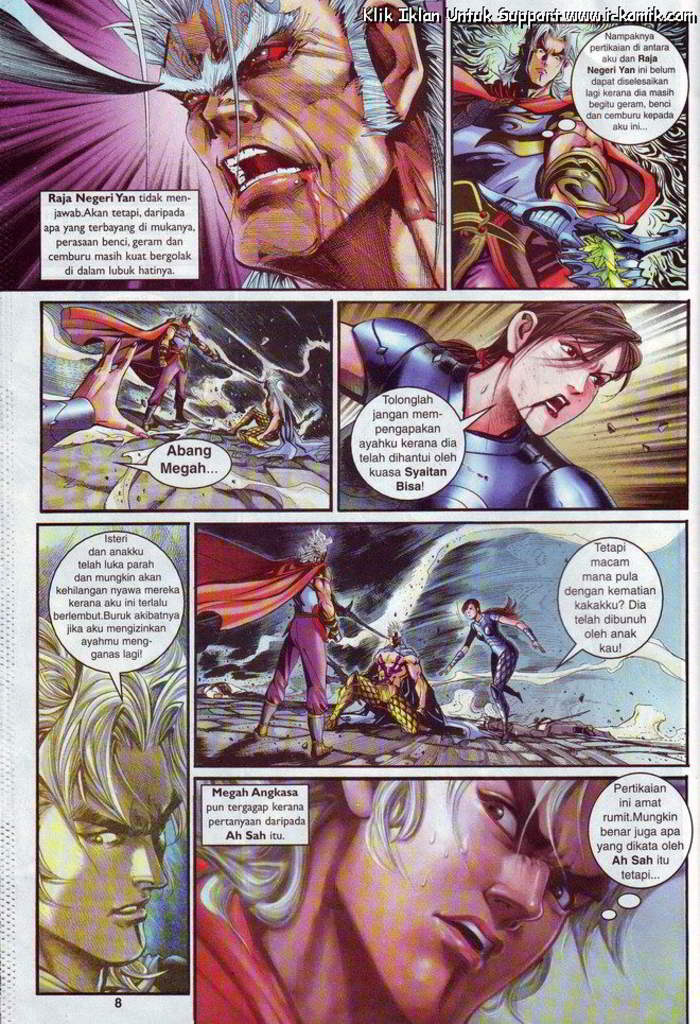 Klik Iklan Untuk Support www.i-komik.com
Raja Negeri Yan tidak men-
jawab.Akan tetapi, daripada
apa yang terbayang di mukanya,
perasaan benci, geram dan
cemburu masih kuat bergolak
di dalam lubuk hatinya.
Nampaknya
pertikaian di antara
aku dan Raja
Negeri Yan ini belum
dapat diselesaikan
lagi kerana dia masih
begitu geram, benci
dan cemburu kepada
aku ini...
Abang
Megah...
Tolonglah
jangan mem-
pengapakan
ayahku kerana dia
telah dihantui oleh
kuasa Syaitan
Bisa!
Isteri
dan anakku
telah luka parah
dan mungkin akan
kehilangan nyawa mereka
kerana aku ini terlalu
berlembut.Buruk akibatnya
jika aku mengizinkan
ayahmu meng-
ganas lagi!
Tetapi
macam
mana pula
dengan kematian
kakakku? Dia
telah dibunuh
oleh anak
kau!
Megah Angkasa
pun tergagap kerana
pertanyaan daripada
Ah Sah itu.
Pertikaian
ini amat
rumit.Mungkin
benar juga apa
yang dikata oleh
Ah Sah itu
tetapi...
8